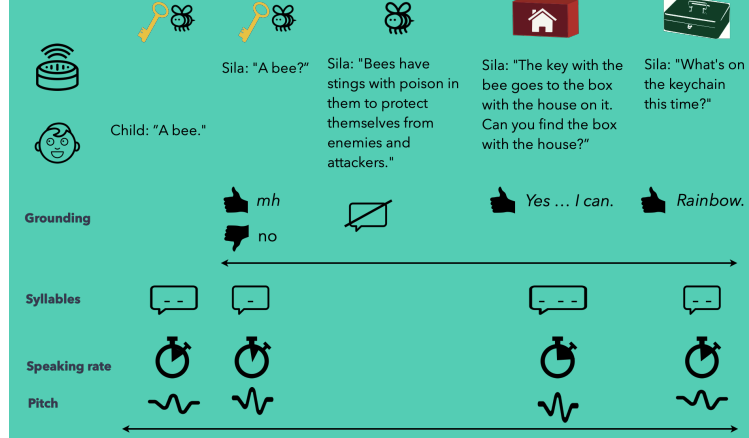 Sila: "A bee?"
Sila: "Bees have
stings with poison in
them to protect
themselves from
enemies and
attackers."
Sila: "The key with the
bee goes to the box
with the house on it.
Can you find the box
with the house?"
Sila: "What's on
the keychain
this time?"
Child: "A bee."
Grounding
mh
no
Yes … I can.
Rainbow.
Syllables
Speaking rate
Pitch